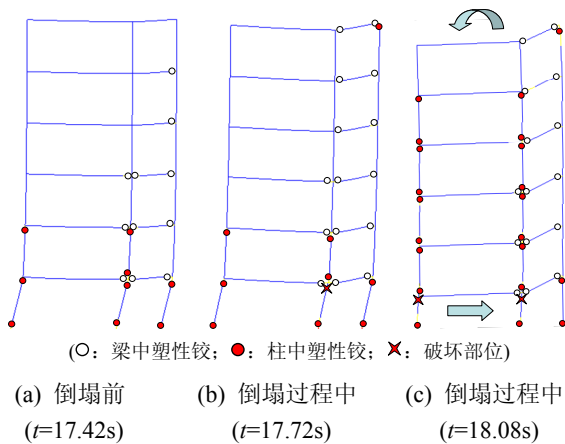 (○：梁中塑性铰；●：柱中塑性铰；✕：破坏部位)
(a) 倒塌前 (b) 倒塌过程中 (c) 倒塌过程中
(t=17.42s) (t=17.72s) (t=18.08s)